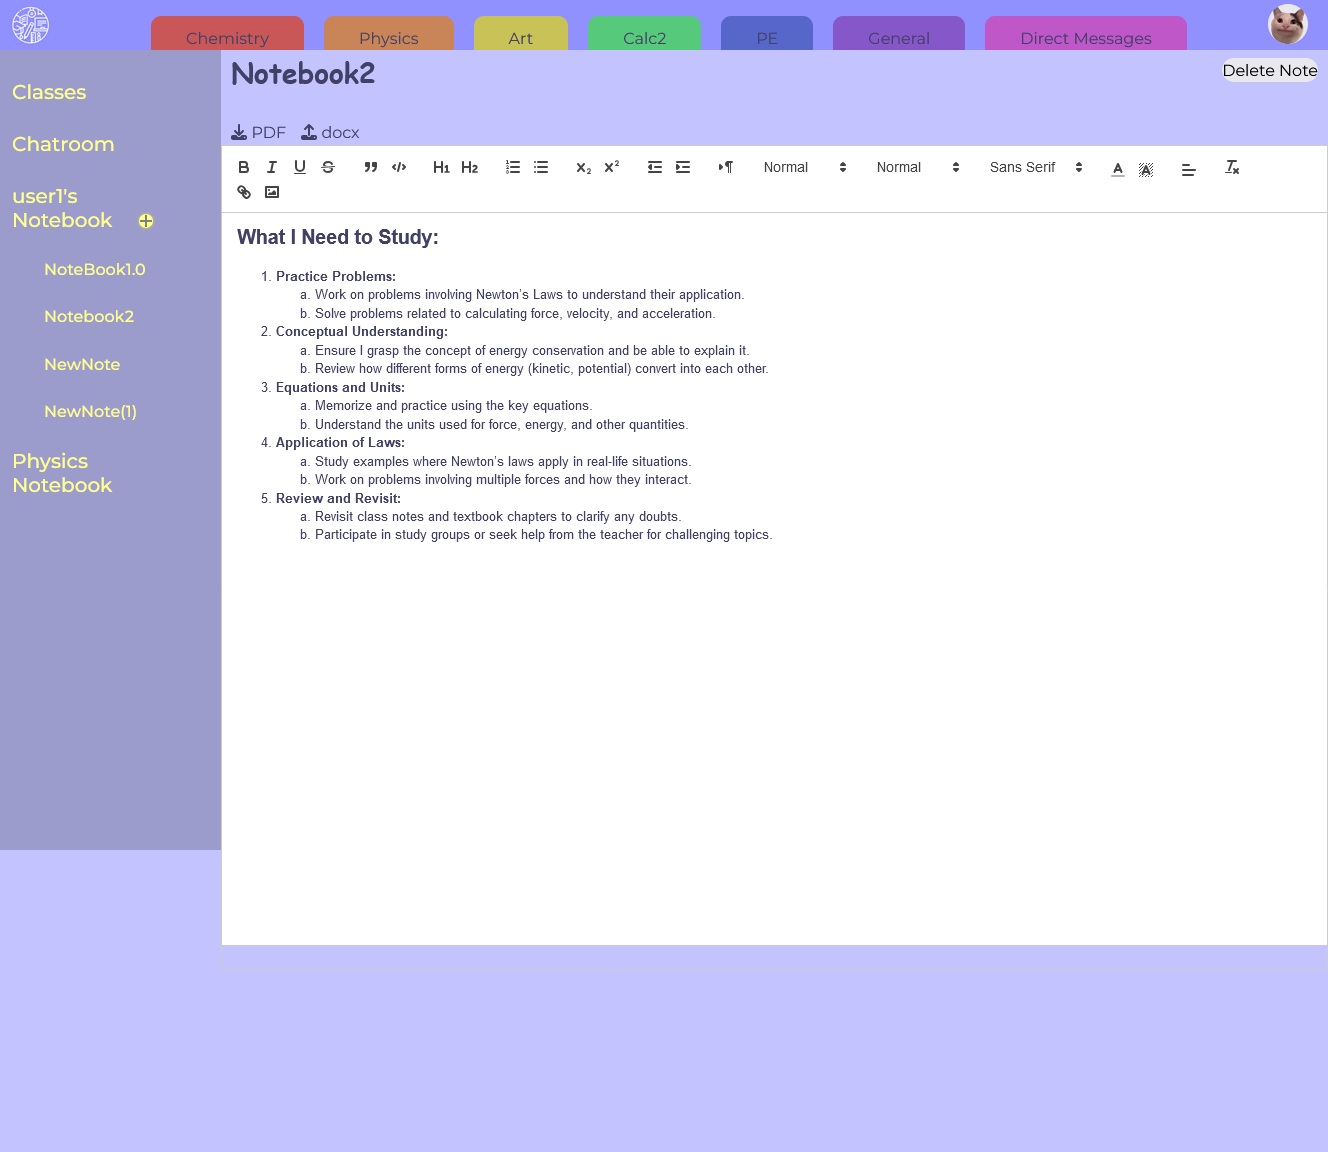 Chemistry
Physics
Art
Calc2
PE
General
Direct Messages
Classes
Chatroom
user1's
Notebook
NoteBook1.0
Notebook2
NewNote
NewNote(1)
Physics
Notebook
Notebook2
Delete Note
PDF docx
Normal Normal Sans Serif
What I Need to Study:
1. Practice Problems:
a. Work on problems involving Newton's Laws to understand their application.
b. Solve problems related to calculating force, velocity, and acceleration.
2. Conceptual Understanding:
a. Ensure I grasp the concept of energy conservation and be able to explain it.
b. Review how different forms of energy (kinetic, potential) convert into each other.
3. Equations and Units:
a. Memorize and practice using the key equations.
b. Understand the units used for force, energy, and other quantities.
4. Application of Laws:
a. Study examples where Newton's laws apply in real-life situations.
b. Work on problems involving multiple forces and how they interact.
5. Review and Revisit:
a. Revisit class notes and textbook chapters to clarify any doubts.
b. Participate in study groups or seek help from the teacher for challenging topics.